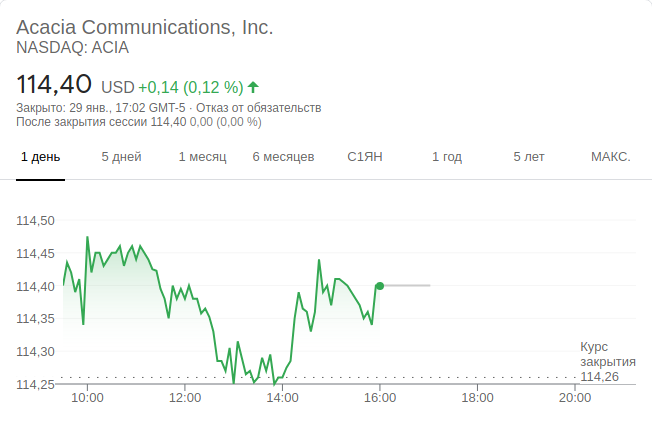 Acacia Communications, Inc.
NASDAQ: ACIA
114,40 USD +0,14 (0,12 %)
Закрыто: 29 янв., 17:02 GMT-5 · Отказ от обязательств
После закрытия сессии 114,40 0,00 (0,00 %)
1 день 5 дней 1 месяц 6 месяцев С1ЯН 1 год 5 лет МАКС.
114,50
114,45
114,40
114,35
114,30
114,25
Курс
закрытия
114,26
10:00 12:00 14:00 16:00 18:00 20:00